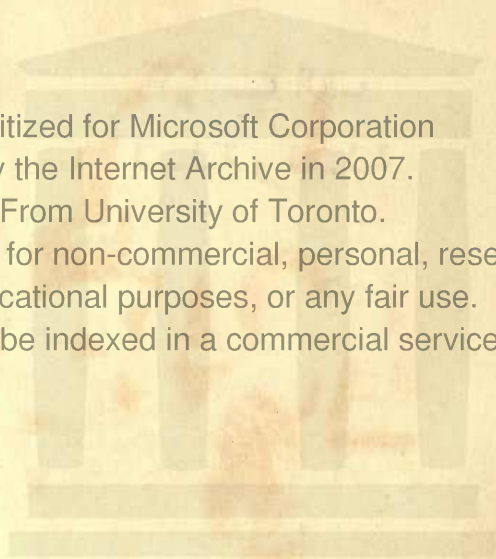 itized for Microsoft Corporation
the Internet Archive in 2007.
From University of Toronto.
for non-commercial, personal, rese
cational purposes, or any fair use.
be indexed in a commercial service